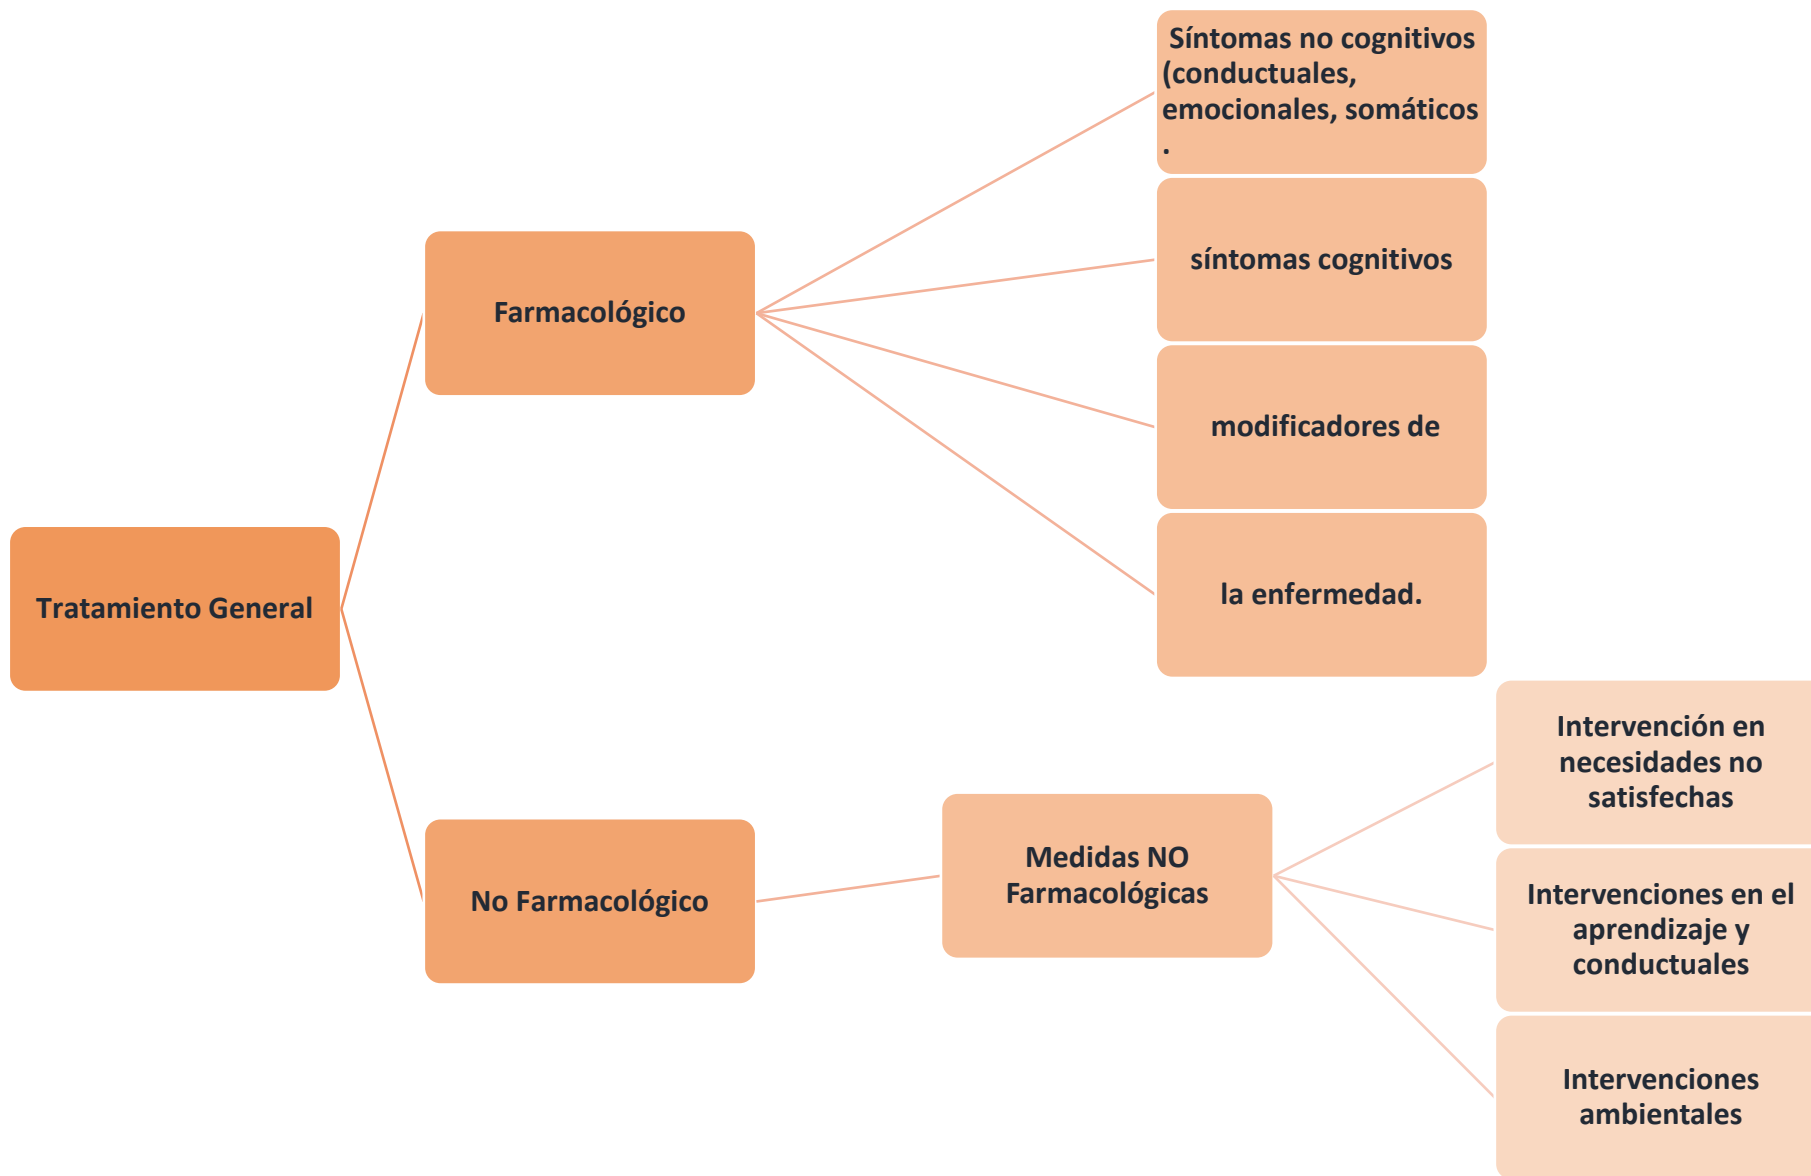 Tratamiento General
Farmacológico
Síntomas no cognitivos
(conductuales,
emocionales, somáticos
.
síntomas cognitivos
modificadores de
la enfermedad.
No Farmacológico
Medidas NO
Farmacológicas
Intervención en
necesidades no
satisfechas
Intervenciones en el
aprendizaje y
conductuales
Intervenciones
ambientales